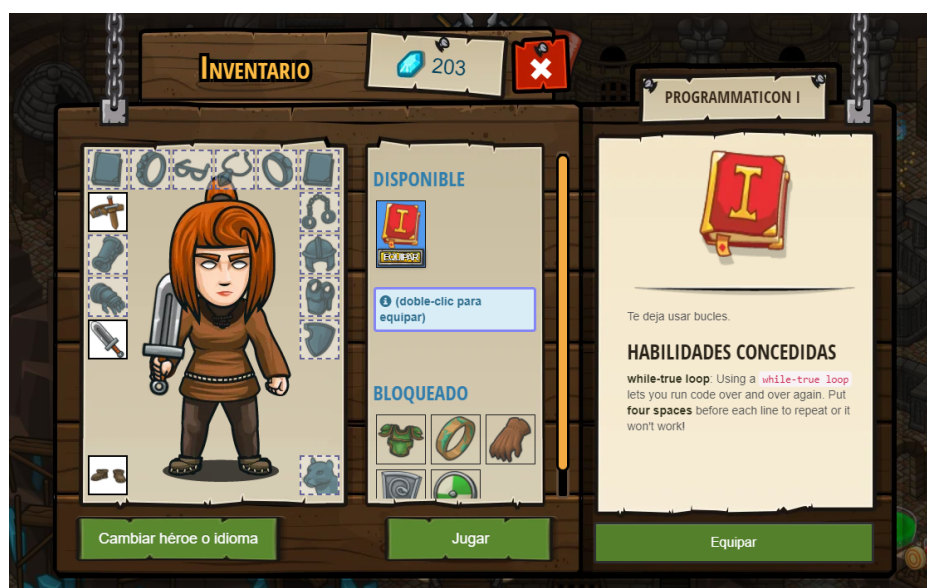 INVENTARIO
203
PROGRAMMATICON I
DISPONIBLE
I
(doble-clic para
equipar)
BLOQUEADO
I
Te deja usar bucles.
HABILIDADES CONCEDIDAS
while-true loop: Using a while-true loop
lets you run code over and over again. Put
four spaces before each line to repeat or it
won't work!
Cambiar héroe o idioma
Jugar
Equipar